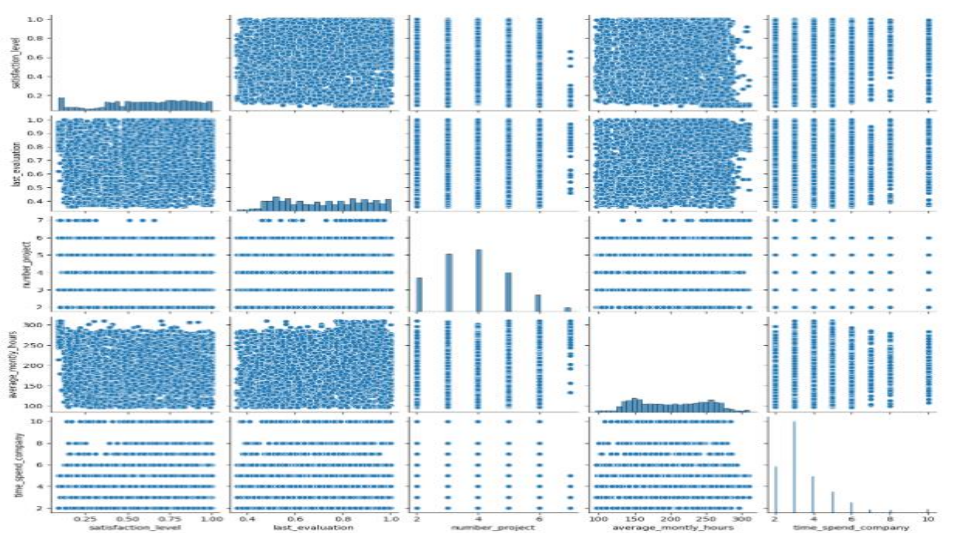 satisfaction_level
1.0
0.8
0.6
0.4
0.2
last_evaluation
1.0
0.9
0.8
0.7
0.6
0.5
0.4
number_project
7
6
5
4
3
2
average_montly_hours
300
250
200
150
100
time_spend_company
10
8
6
4
2
0.25 0.50 0.75 1.00
0.4 0.6 0.8 1.0
2 4 6
100 150 200 250 300
2 4 6 8 10
satisfaction_level last_evaluation number_project average_montly_hours time_spend_company